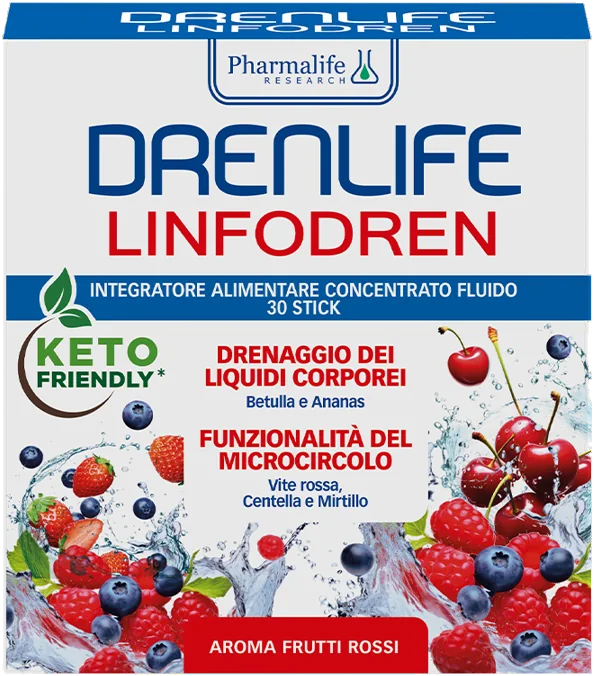 DRENLIFE
LINFODREN
Pharmalife
RESEARCH
DRENLIFE
LINFODREN
INTEGRATORE ALIMENTARE CONCENTRATO FLUIDO
30 STICK
KETO
FRIENDLY*
DRENAGGIO DEI
LIQUIDI CORPOREI
Betulla e Ananas
FUNZIONALITÀ DEL
MICROCIRCOLO
Vite rossa,
Centella e Mirtillo
AROMA FRUTTI ROSSI